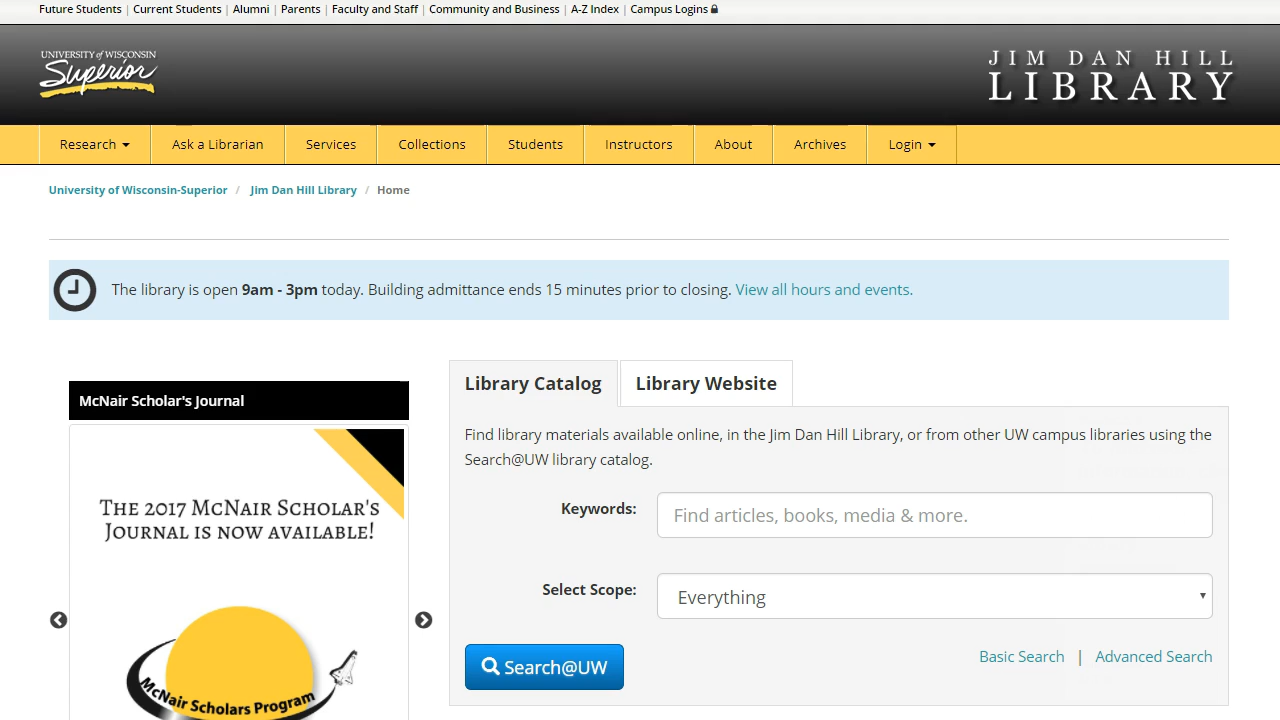 Future Students | Current Students | Alumni | Parents | Faculty and Staff | Community and Business | A-Z Index | Campus Logins
UNIVERSITY of WISCONSIN
Superior
JIM DAN HILL
LIBRARY
Research Ask a Librarian Services Collections Students Instructors About Archives Login
University of Wisconsin-Superior / Jim Dan Hill Library / Home
The library is open 9am - 3pm today. Building admittance ends 15 minutes prior to closing. View all hours and events.
McNair Scholar's Journal
THE 2017 MCNAIR SCHOLAR'S
JOURNAL IS NOW AVAILABLE!
McNair Scholars Program
Library Catalog Library Website
Find library materials available online, in the Jim Dan Hill Library, or from other UW campus libraries using the
Search@UW library catalog.
Keywords: Find articles, books, media & more.
Select Scope: Everything
Search@UW Basic Search | Advanced Search